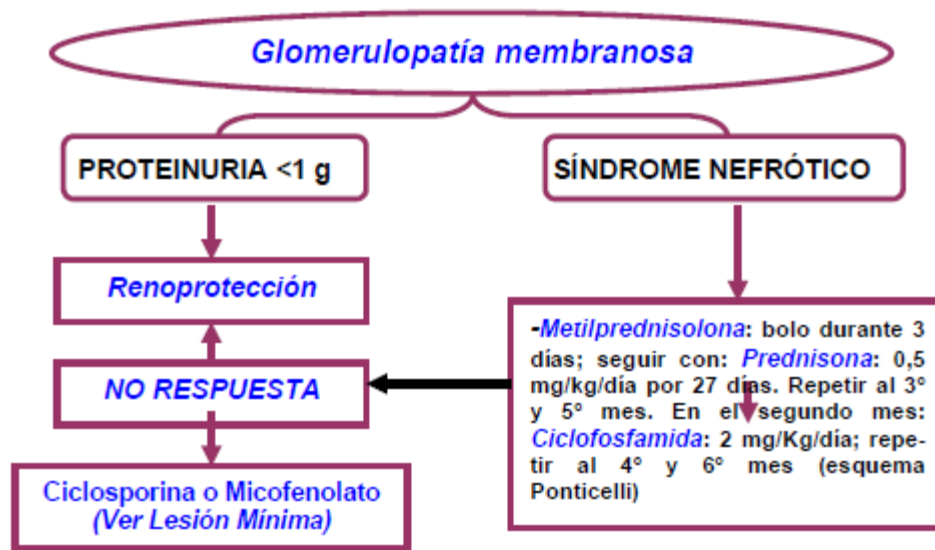 Glomerulopatía membranosa
PROTEINURIA <1 g
SÍNDROME NEFRÓTICO
Renoprotección
NO RESPUESTA
Ciclosporina o Micofenolato
(Ver Lesión Mínima)
-Metilprednisolona: bolo durante 3
días; seguir con: Prednisona: 0,5
mg/kg/día por 27 días. Repetir al 3º
y 5º mes. En el segundo mes:
Ciclofosfamida: 2 mg/Kg/día; repe-
tir al 4º y 6º mes (esquema
Ponticelli)